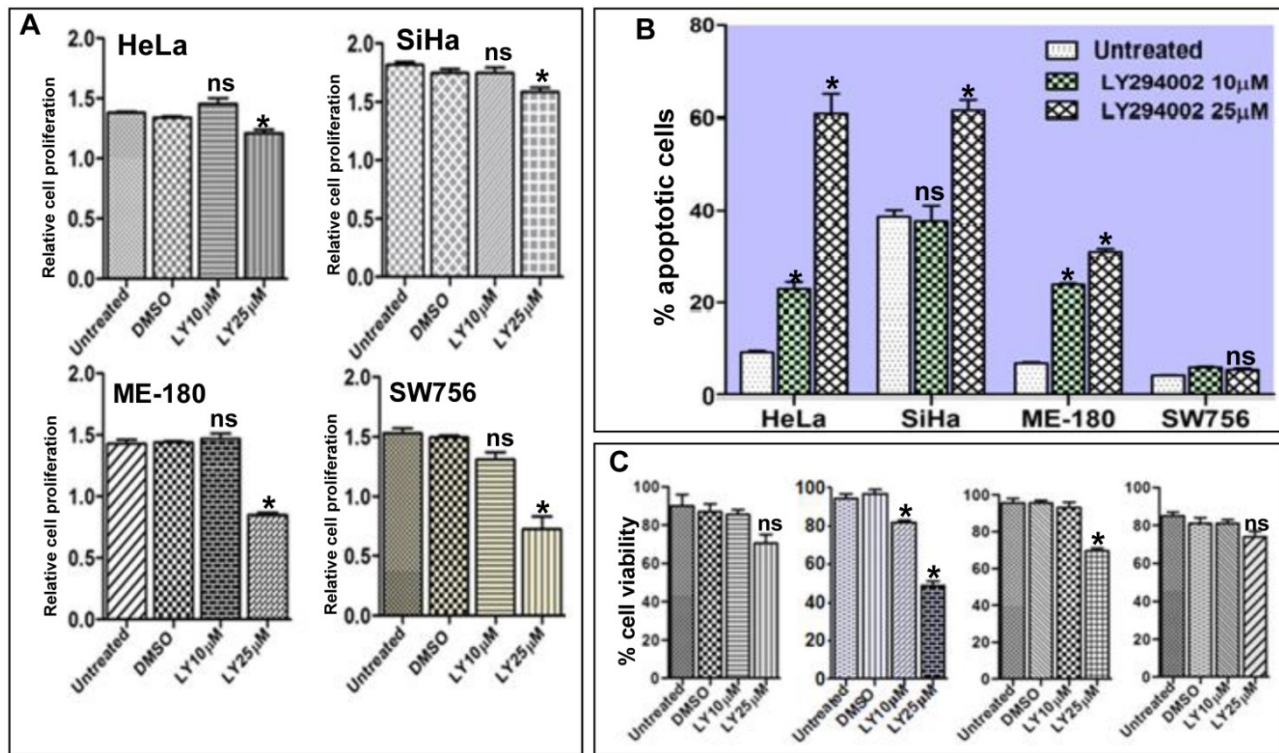 A
HeLa
ns
*
Relative cell proliferation
2.0
1.5
1.0
0.5
0.0
Untreated
DMSO
LY10µM
LY25µM
SiHa
ns
*
Relative cell proliferation
2.0
1.5
1.0
0.5
0.0
Untreated
DMSO
LY10µM
LY25µM
ME-180
ns
*
Relative cell proliferation
2.0
1.5
1.0
0.5
0.0
Untreated
DMSO
LY10µM
LY25µM
SW756
ns
*
Relative cell proliferation
2.0
1.5
1.0
0.5
0.0
Untreated
DMSO
LY10µM
LY25µM
B
% apoptotic cells
80
60
40
20
0
Untreated
LY294002 10µM
LY294002 25µM
*
*
ns
*
*
*
ns
HeLa
SiHa
ME-180
SW756
C
% cell viability
100
80
60
40
20
0
ns
Untreated
DMSO
LY10µM
LY25µM
100
80
60
40
20
0
*
*
Untreated
DMSO
LY10µM
LY25µM
100
80
60
40
20
0
*
Untreated
DMSO
LY10µM
LY25µM
100
80
60
40
20
0
ns
Untreated
DMSO
LY10µM
LY25µM